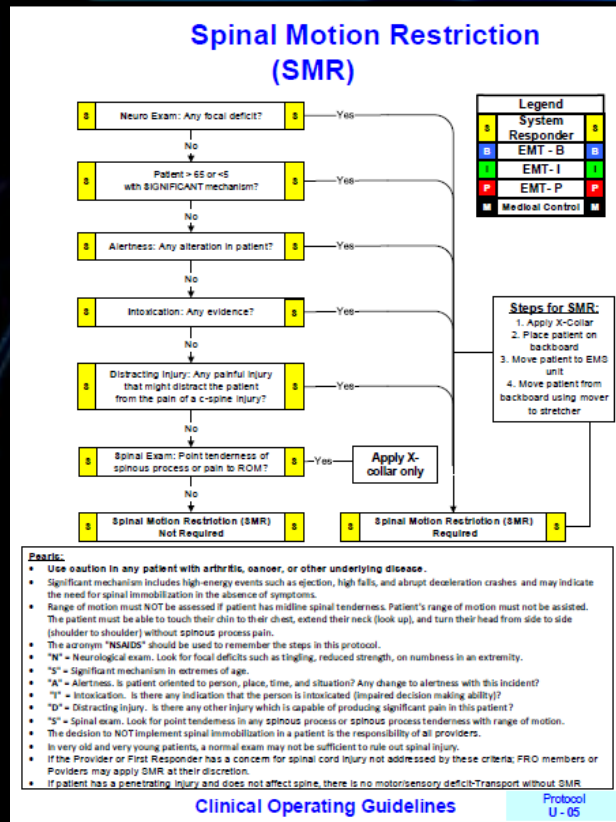 Spinal Motion Restriction
(SMR)
Legend
S System Responder S
B EMT - B B
I EMT- I I
P EMT- P P
M Medical Control M
S Neuro Exam: Any focal deficit? S
Yes
No
S Patient > 65 or <5 S
with SIGNIFICANT mechanism?
Yes
No
S Alertness: Any alteration in patient? S
Yes
No
S Intoxication: Any evidence? S
Yes
No
S Distracting Injury: Any painful injury S
that might distract the patient
from the pain of a c-spine injury?
Yes
No
S Spinal Exam: Point tenderness of S
spinous process or pain to ROM?
Yes
Apply X-
collar only
No
Steps for SMR:
1. Apply X-Collar
2. Place patient on
backboard
3. Move patient to EMS
unit
4. Move patient from
backboard using mover
to stretcher
S Spinal Motion Restriction (SMR) S
Not Required
S Spinal Motion Restriction (SMR) S
Required
Pearls:
• Use caution in any patient with arthritis, cancer, or other underlying disease.
• Significant mechanism includes high-energy events such as ejection, high falls, and abrupt deceleration crashes and may indicate
the need for spinal immobilization in the absence of symptoms.
• Range of motion must NOT be assessed if patient has midline spinal tenderness. Patient's range of motion must not be assisted.
The patient must be able to touch their chin to their chest, extend their neck (look up), and turn their head from side to side
(shoulder to shoulder) without spinous process pain.
• The acronym "NSAIDS" should be used to remember the steps in this protocol.
• "N" = Neurological exam. Look for focal deficits such as tingling, reduced strength, on numbness in an extremity.
• "S" = Significant mechanism in extremes of age.
• "A" = Alertness. Is patient oriented to person, place, time, and situation? Any change to alertness with this incident?
• "I" = Intoxication. Is there any indication that the person is intoxicated (impaired decision making ability)?
• "D" = Distracting injury. Is there any other injury which is capable of producing significant pain in this patient?
• "S" = Spinal exam. Look for point tenderness in any spinous process or spinous process tenderness with range of motion.
• The decision to NOT implement spinal immobilization in a patient is the responsibility of all providers.
• In very old and very young patients, a normal exam may not be sufficient to rule out spinal injury.
• If the Provider or First Responder has a concern for spinal cord injury not addressed by these criteria; FRO members or
Poviders may apply SMR at their discretion.
• If patient has a penetrating injury and does not affect spine, there is no motor/sensory deficit-Transport without SMR
Clinical Operating Guidelines
Protocol
U - 05